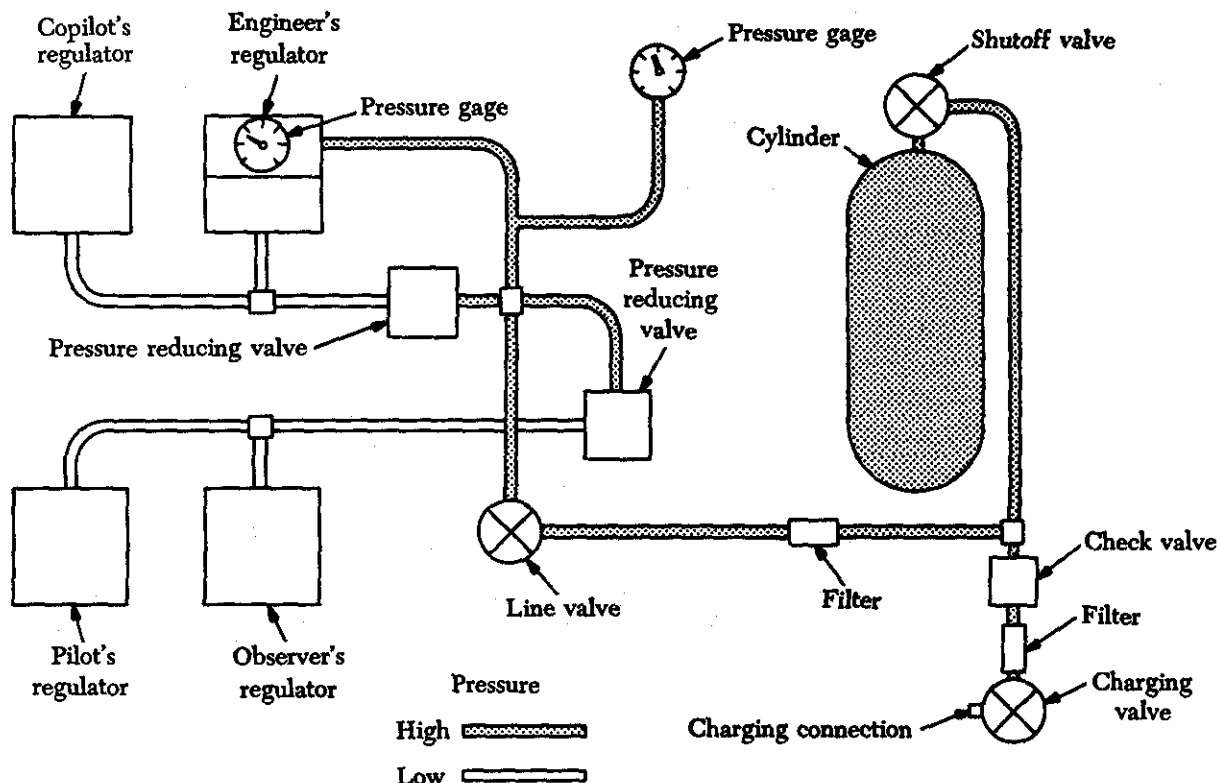 Copilot's
regulator
Engineer's
regulator
Pressure gage
Pressure gage
Shutoff valve
Cylinder
Pressure
reducing
valve
Pressure reducing valve
Line valve
Filter
Check valve
Filter
Pilot's
regulator
Observer's
regulator
Charging
valve
Charging connection
Pressure
High
Low